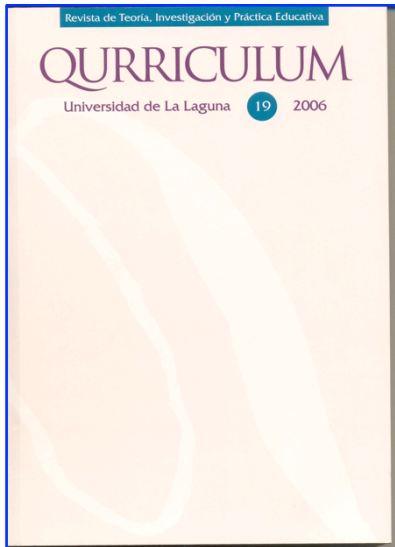 Revista de Teoría, Investigación y Práctica Educativa
QURRICULUM
Universidad de La Laguna 19 2006